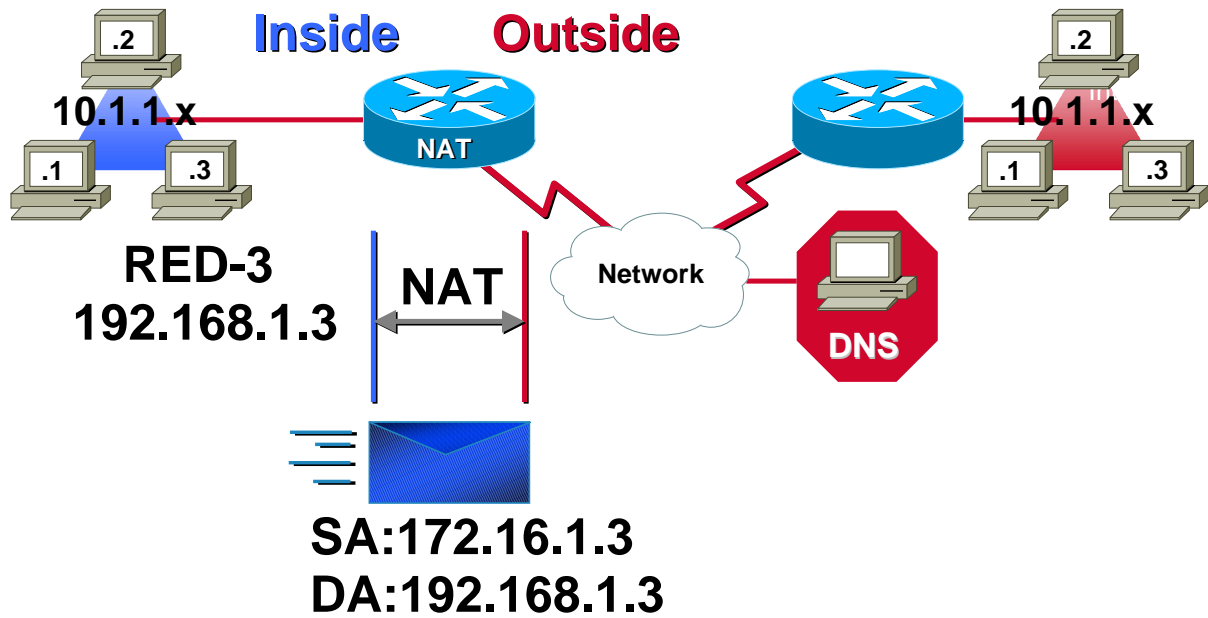 Inside
Outside
.2
10.1.1.x
.1
.3
NAT
.2
10.1.1.x
.1
.3
RED-3
192.168.1.3
NAT
Network
DNS
SA:172.16.1.3
DA:192.168.1.3